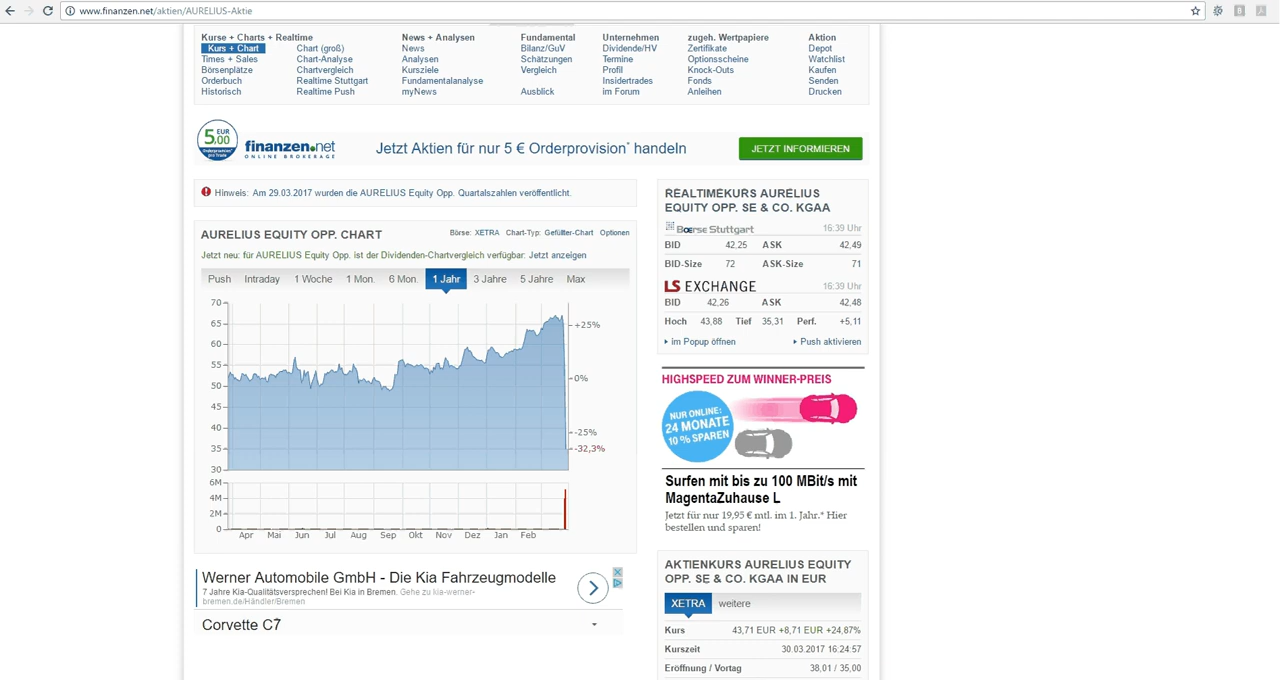 www.finanzen.net/aktien/AURELIUS-Aktie
Kurse + Charts + Realtime News + Analysen Fundamental Unternehmen zugeh. Wertpapiere Aktion
Kurs + Chart Chart (groß) News Bilanz/GuV Dividende/HV Zertifikate Depot
Times + Sales Chart-Analyse Analysen Schätzungen Termine Optionsscheine Watchlist
Börsenplätze Chartvergleich Kursziele Vergleich Profil Knock-Outs Kaufen
Orderbuch Realtime Stuttgart Fundamentalanalyse Insidertrades Fonds Senden
Historisch Realtime Push myNews Ausblick im Forum Anleihen Drucken
5 EUR
,00
finanzen.net
ONLINE BROKERAGE
Jetzt Aktien für nur 5 € Orderprovision* handeln
JETZT INFORMIEREN
Hinweis: Am 29.03.2017 wurden die AURELIUS Equity Opp. Quartalszahlen veröffentlicht.
AURELIUS EQUITY OPP. CHART
Börse: XETRA Chart-Typ: Gefüllter-Chart Optionen
Jetzt neu: für AURELIUS Equity Opp. ist der Dividenden-Chartvergleich verfügbar: Jetzt anzeigen
Push Intraday 1 Woche 1 Mon. 6 Mon. 1 Jahr 3 Jahre 5 Jahre Max
70
65
60
55
50
45
40
35
30
+25%
0%
-25%
-32,3%
6M
4M
2M
0
Apr Mai Jun Jul Aug Sep Okt Nov Dez Jan Feb
Werner Automobile GmbH - Die Kia Fahrzeugmodelle
7 Jahre Kia-Qualitätsversprechen! Bei Kia in Bremen. Gehe zu kia-werner-
bremen.de/Händler/Bremen
Corvette C7
REALTIMEKURS AURELIUS
EQUITY OPP. SE & CO. KGAA
Boerse Stuttgart 16:39 Uhr
BID 42,25 ASK 42,49
BID-Size 72 ASK-Size 71
LS EXCHANGE 16:39 Uhr
BID 42,26 ASK 42,48
Hoch 43,88 Tief 35,31 Perf. +5,11
im Popup öffnen Push aktivieren
HIGHSPEED ZUM WINNER-PREIS
NUR ONLINE:
24 MONATE
10 % SPAREN
Surfen mit bis zu 100 MBit/s mit
MagentaZuhause L
Jetzt für nur 19,95 € mtl. im 1. Jahr.* Hier
bestellen und sparen!
AKTIENKURS AURELIUS EQUITY
OPP. SE & CO. KGAA IN EUR
XETRA weitere
Kurs 43,71 EUR +8,71 EUR +24,87%
Kurszeit 30.03.2017 16:24:57
Eröffnung / Vortag 38,01 / 35,00